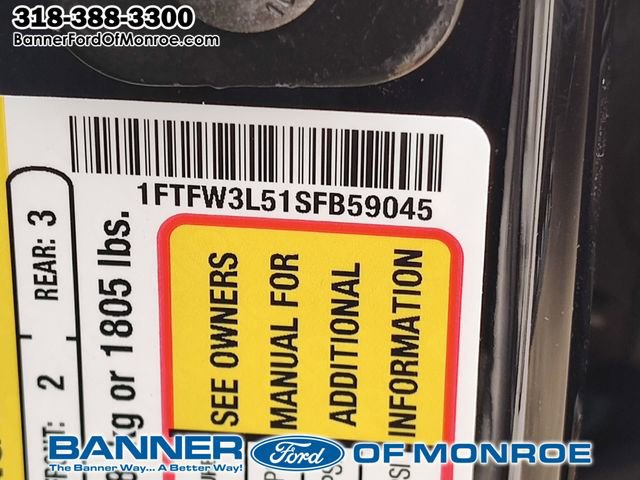 318-388-3300
BannerFordOfMonroe.com
1FTFW3L51SFB59045
REAR: 3
2
kg or 1805 lbs.
SEE OWNERS
MANUAL FOR
ADDITIONAL
INFORMATION
BANNER Ford OF MONROE
The Banner Way... A Better Way!